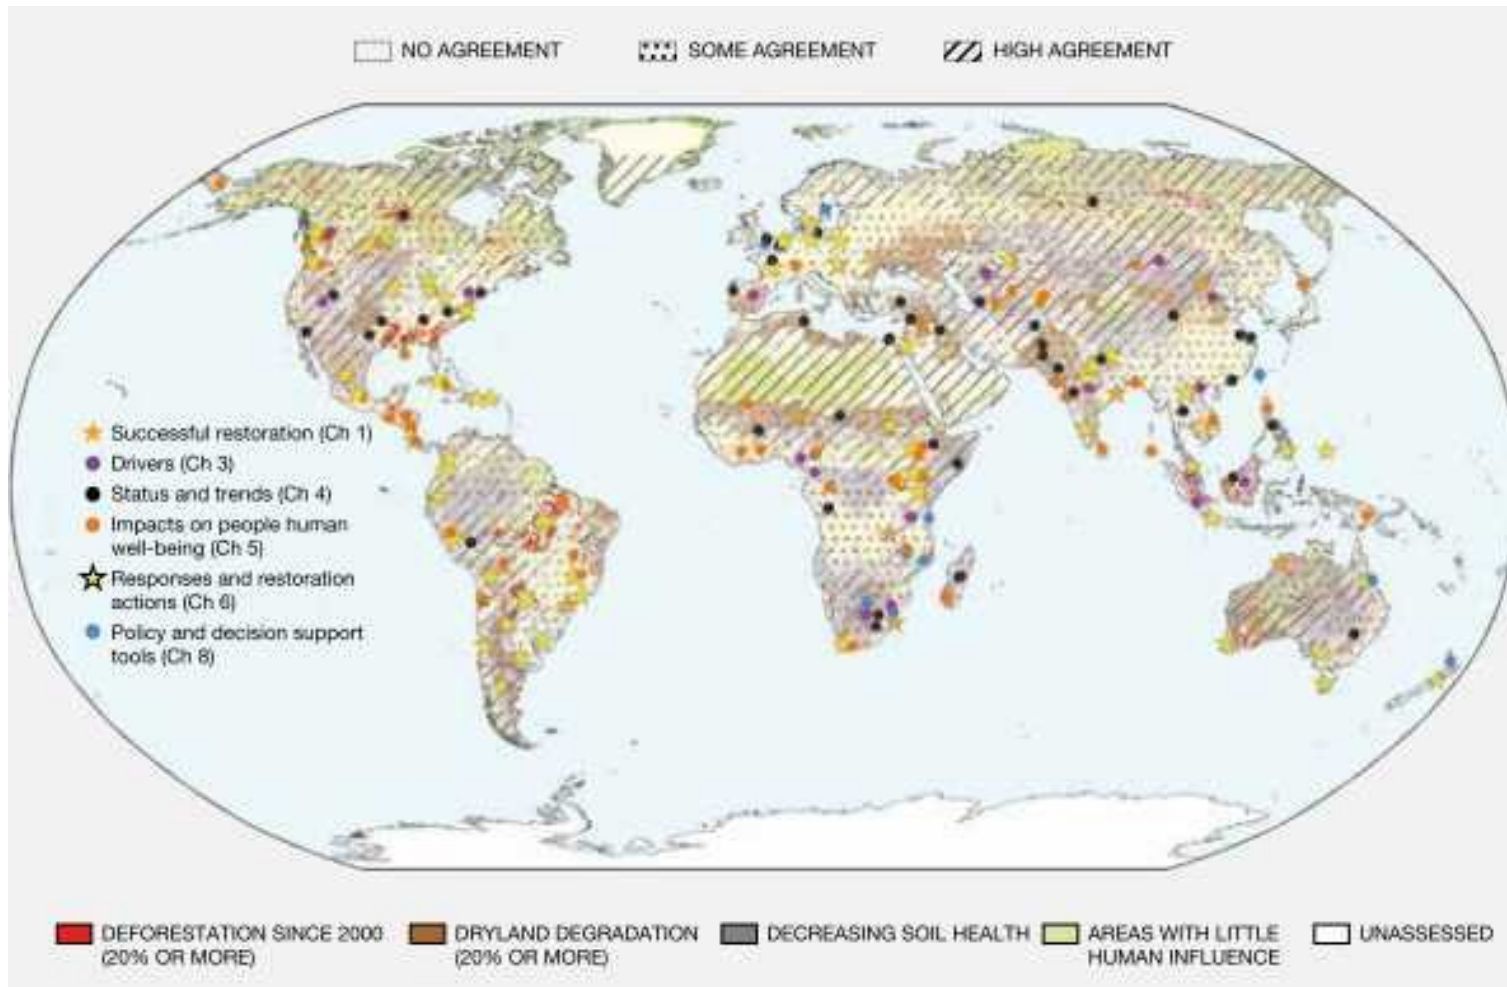 NO AGREEMENT SOME AGREEMENT HIGH AGREEMENT
Successful restoration (Ch 1)
Drivers (Ch 3)
Status and trends (Ch 4)
Impacts on people human
well-being (Ch 5)
Responses and restoration
actions (Ch 6)
Policy and decision support
tools (Ch 8)
DEFORESTATION SINCE 2000
(20% OR MORE)
DRYLAND DEGRADATION
(20% OR MORE)
DECREASING SOIL HEALTH
AREAS WITH LITTLE
HUMAN INFLUENCE
UNASSESSED